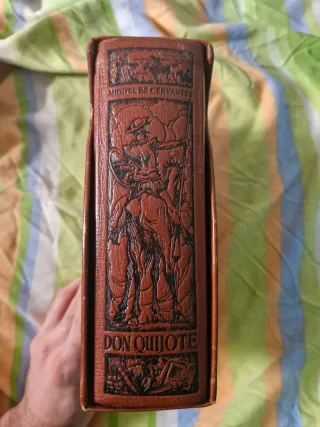 MIGUEL DE CERVANTES
DON QUIJOTE